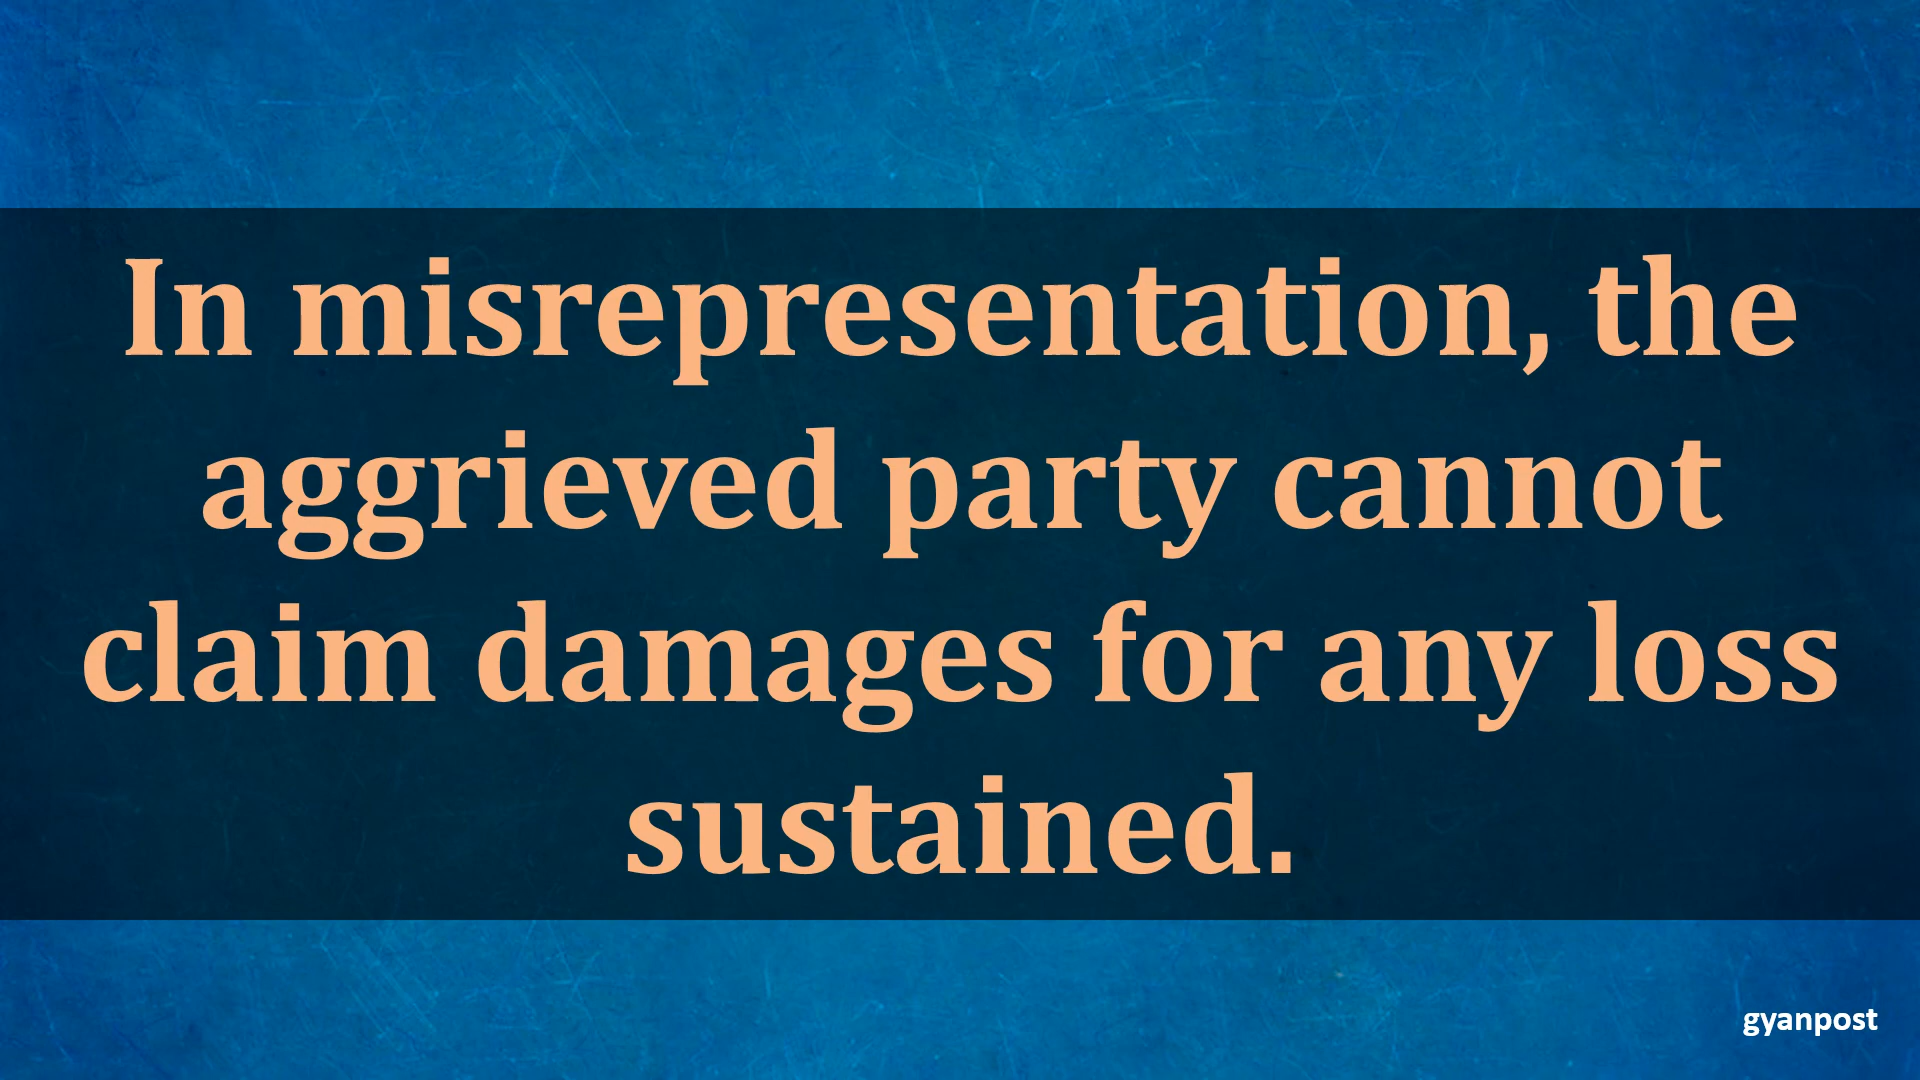 In misrepresentation, the
aggrieved party cannot
claim damages for any loss
sustained.
gyanpost